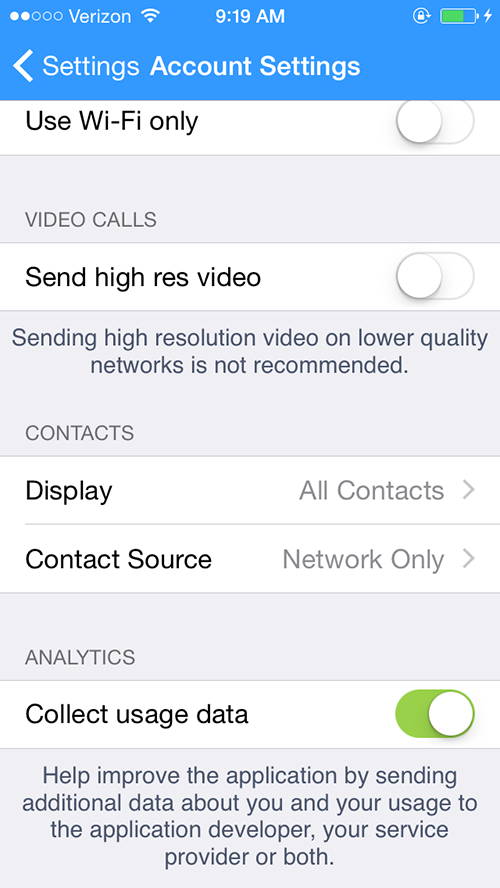 Verizon 9:19 AM
Settings Account Settings
Use Wi-Fi only
VIDEO CALLS
Send high res video
Sending high resolution video on lower quality
networks is not recommended.
CONTACTS
Display All Contacts
Contact Source Network Only
ANALYTICS
Collect usage data
Help improve the application by sending
additional data about you and your usage to
the application developer, your service
provider or both.